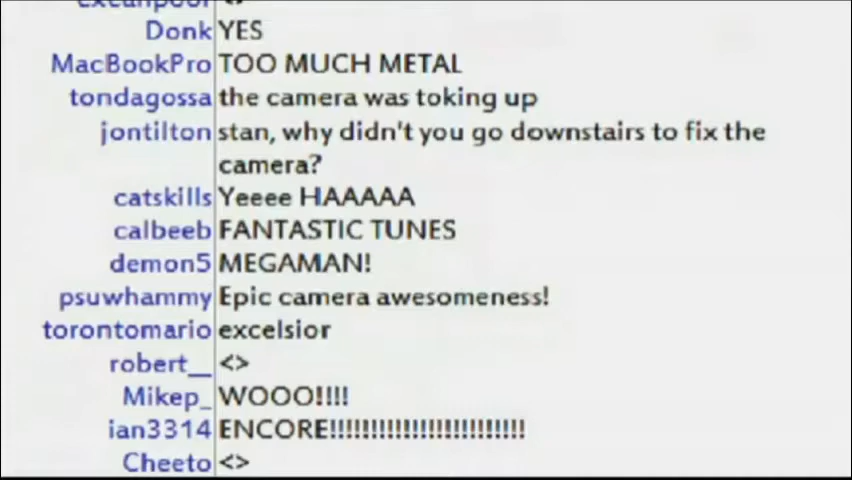 excanpoor <>
Donk YES
MacBookPro TOO MUCH METAL
tondagossa the camera was toking up
jontilton stan, why didn't you go downstairs to fix the
camera?
catskills Yeeee HAAAAA
calbeeb FANTASTIC TUNES
demon5 MEGAMAN!
psuwhammy Epic camera awesomeness!
torontomario excelsior
robert__ <>
Mikep_ WOOO!!!!
ian3314 ENCORE!!!!!!!!!!!!!!!!!!!!!!!!
Cheeto <>